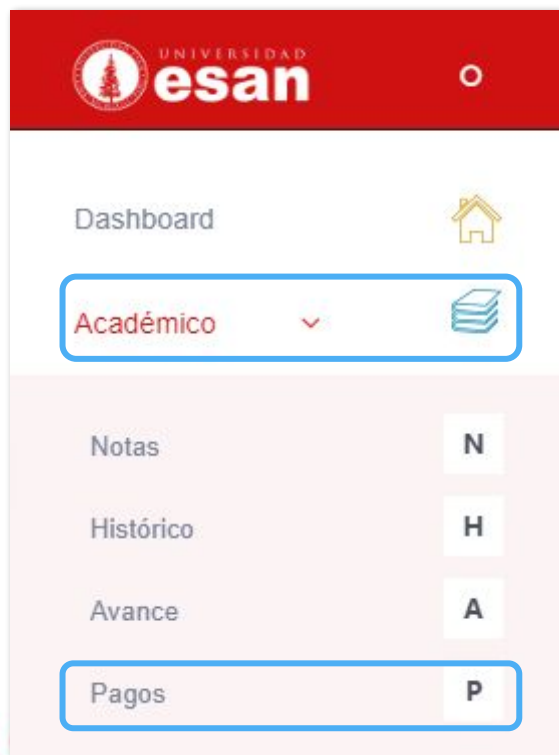 UNIVERSIDAD
esan
Dashboard
Académico
Notas N
Histórico H
Avance A
Pagos P